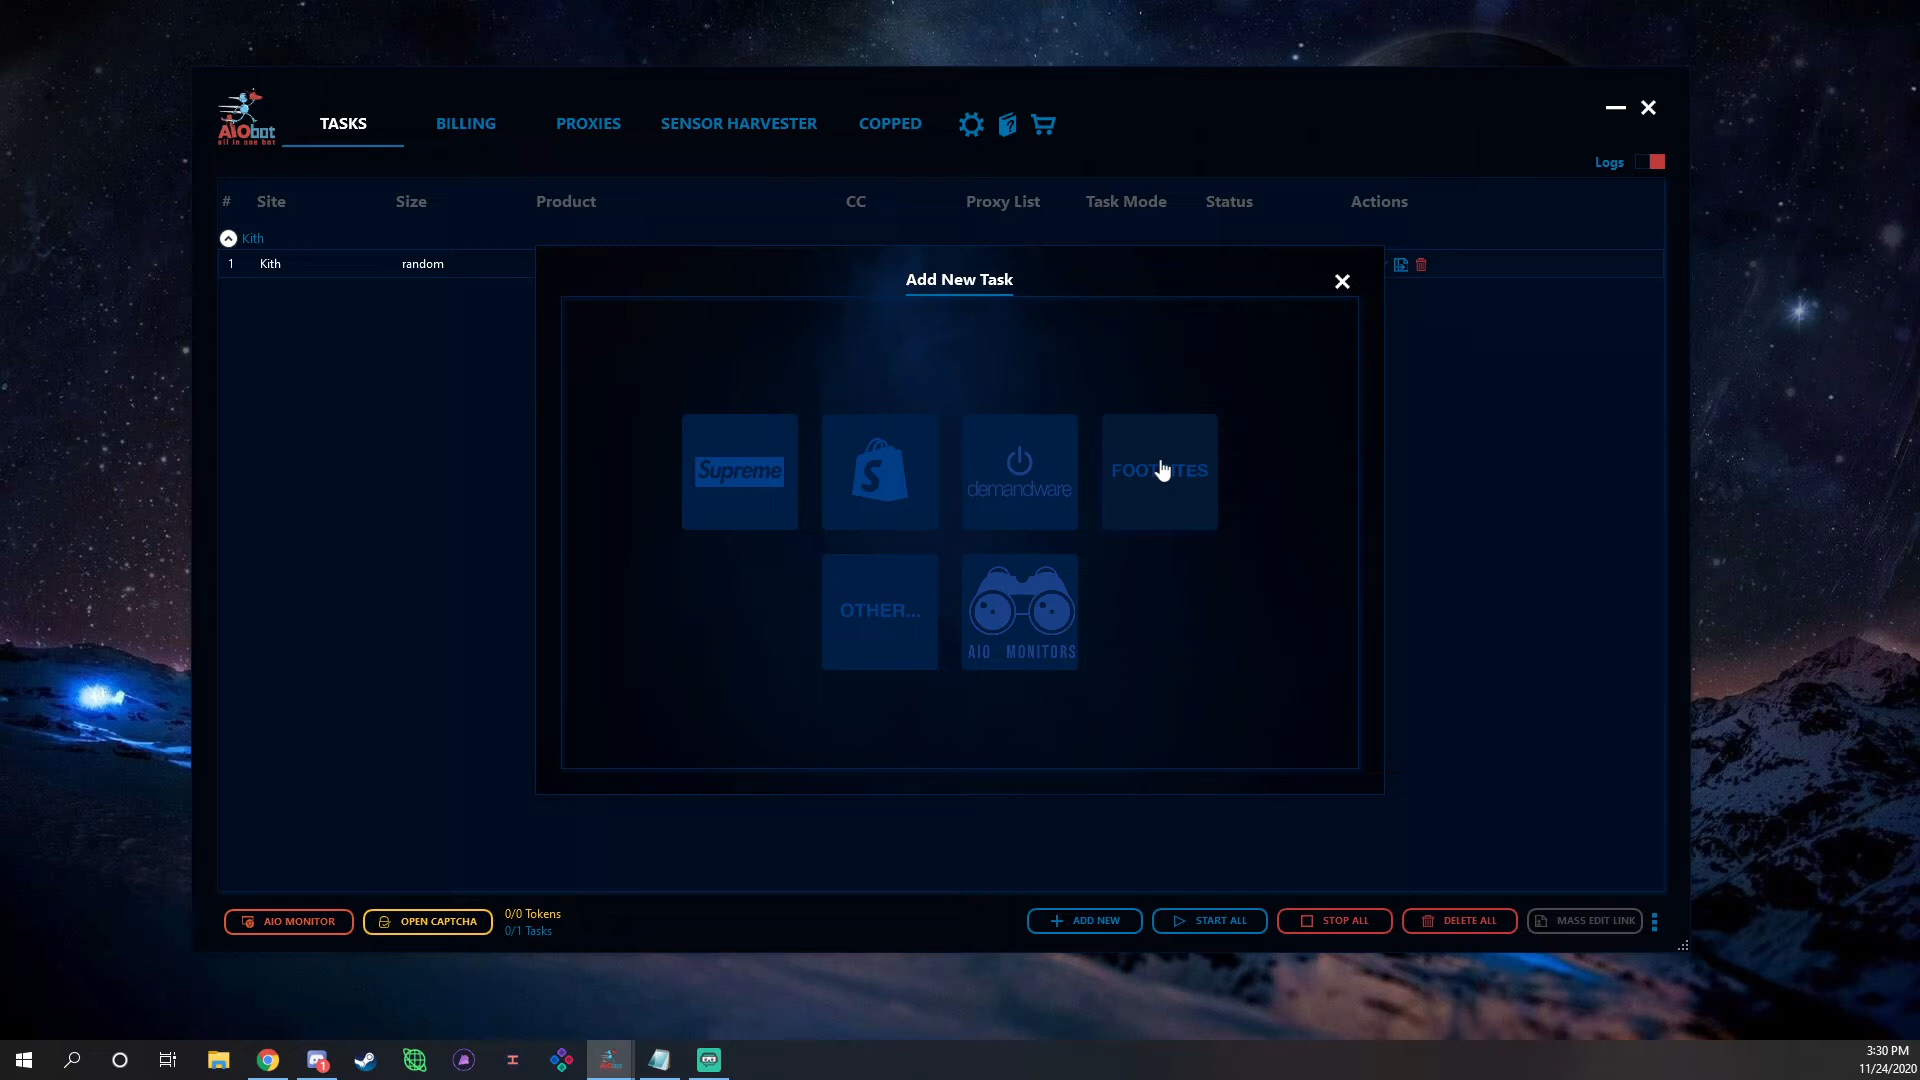 AIObot
all in one bot
TASKS
BILLING
PROXIES
SENSOR HARVESTER
COPPED
Logs
# Site Size Product CC Proxy List Task Mode Status Actions
Kith
1 Kith random
Add New Task
Supreme
S
demandware
OTHER...
AIO MONITORS
AIO MONITOR
OPEN CAPTCHA
0/0 Tokens
0/1 Tasks
ADD NEW
START ALL
STOP ALL
DELETE ALL
MASS EDIT LINK
1
3:30 PM
11/24/2020